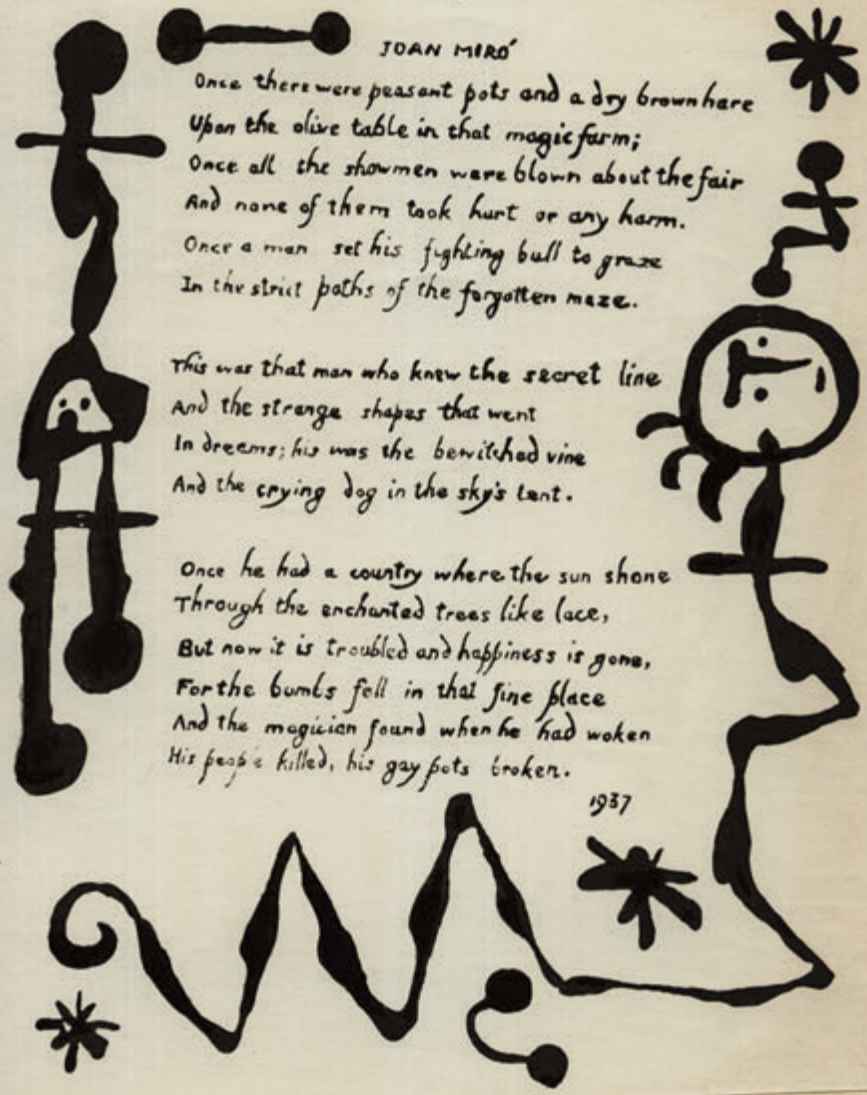 JOAN MIRÓ
Once there were peasant pots and a dry brown hare
Upon the olive table in that magic farm;
Once all the showmen were blown about the fair
And none of them took hurt or any harm.
Once a man set his fighting bull to graze
In the strict paths of the forgotten maze.
This was that man who knew the secret line
And the strange shapes that went
In dreams; his was the bewitched vine
And the crying dog in the sky's tent.
Once he had a country where the sun shone
Through the enchanted trees like lace,
But now it is troubled and happiness is gone,
For the bombs fell in that fine place
And the magician found when he had woken
His people killed, his gay pots broken.
1937